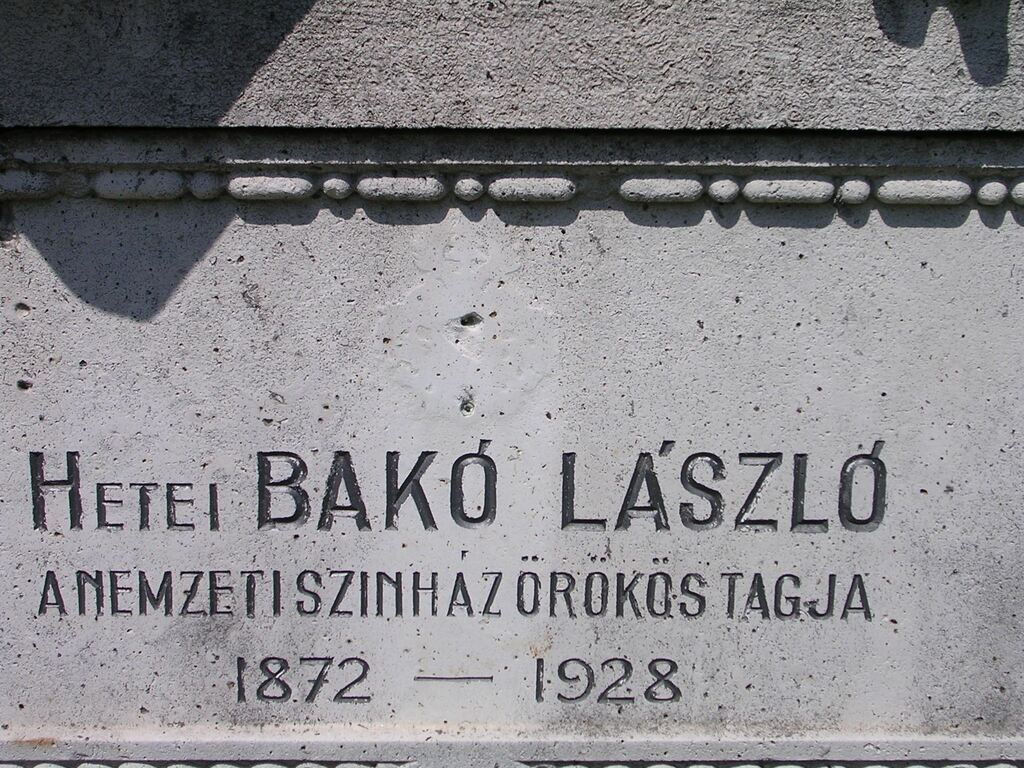 HETEI BAKÓ LÁSZLÓ
A NEMZETI SZINHÁZ ÖRÖKÖS TAGJA
1872 — 1928